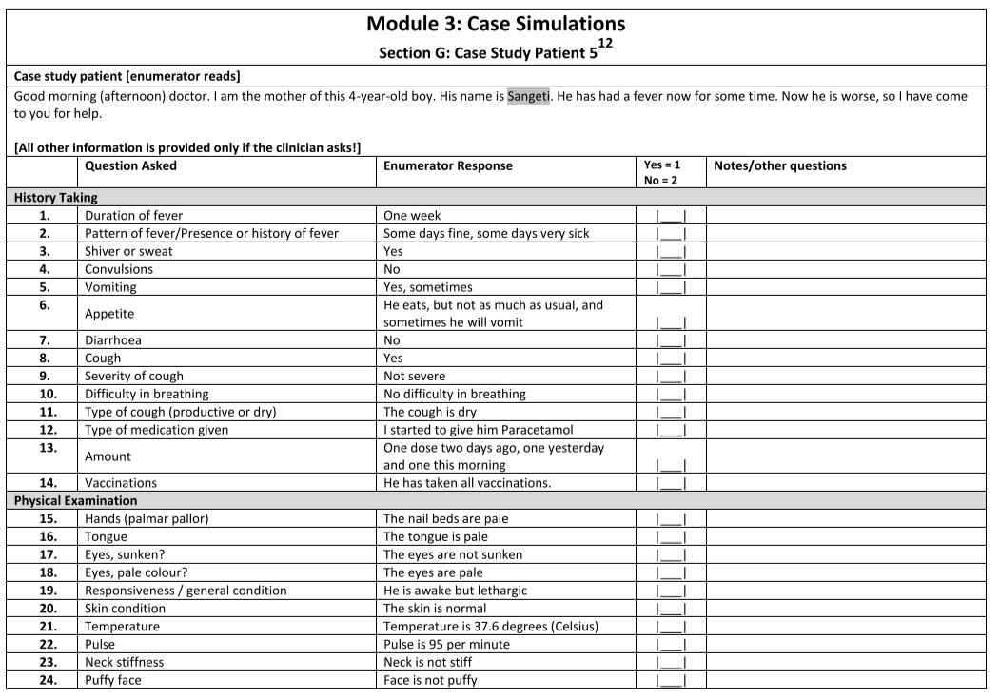 Module 3: Case Simulations
Section G: Case Study Patient 5 12
Case study patient [enumerator reads]
Good morning (afternoon) doctor. I am the mother of this 4-year-old boy. His name is Sangeti. He has had a fever now for some time. Now he is worse, so I have come
to you for help.
[All other information is provided only if the clinician asks!]
Question Asked Enumerator Response Yes = 1 Notes/other questions
No = 2
History Taking
1. Duration of fever One week |___|
2. Pattern of fever/Presence or history of fever Some days fine, some days very sick |___|
3. Shiver or sweat Yes |___|
4. Convulsions No |___|
5. Vomiting Yes, sometimes |___|
6. Appetite He eats, but not as much as usual, and
sometimes he will vomit |___|
7. Diarrhoea No |___|
8. Cough Yes |___|
9. Severity of cough Not severe |___|
10. Difficulty in breathing No difficulty in breathing |___|
11. Type of cough (productive or dry) The cough is dry |___|
12. Type of medication given I started to give him Paracetamol |___|
13. Amount One dose two days ago, one yesterday
and one this morning |___|
14. Vaccinations He has taken all vaccinations. |___|
Physical Examination
15. Hands (palmar pallor) The nail beds are pale |___|
16. Tongue The tongue is pale |___|
17. Eyes, sunken? The eyes are not sunken |___|
18. Eyes, pale colour? The eyes are pale |___|
19. Responsiveness / general condition He is awake but lethargic |___|
20. Skin condition The skin is normal |___|
21. Temperature Temperature is 37.6 degrees (Celsius) |___|
22. Pulse Pulse is 95 per minute |___|
23. Neck stiffness Neck is not stiff |___|
24. Puffy face Face is not puffy |___|